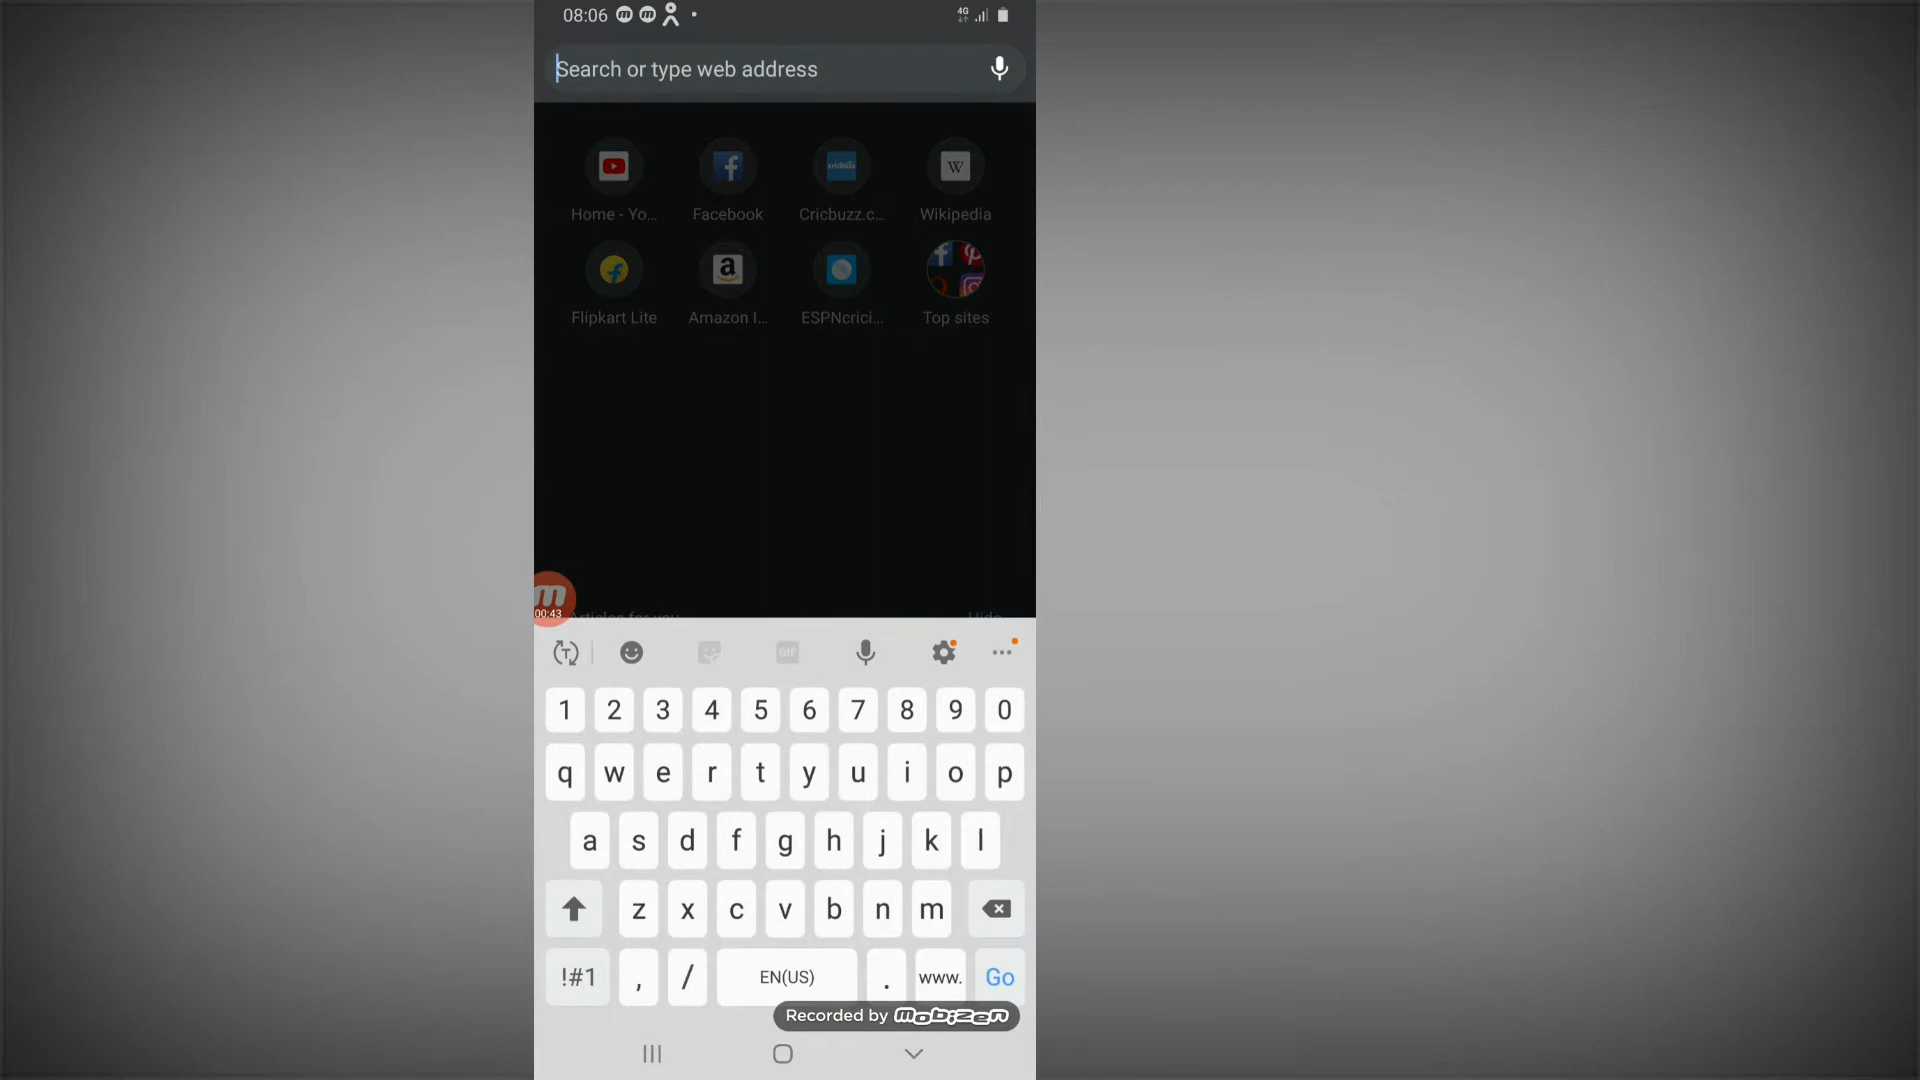 08:06
4G
Search or type web address
Home - Yo...
Facebook
Cricbuzz.c...
Wikipedia
Flipkart Lite
Amazon I...
ESPNcrici...
Top sites
00:43
Articles for you
Hide
GIF
1 2 3 4 5 6 7 8 9 0
q w e r t y u i o p
a s d f g h j k l
z x c v b n m
!#1 , / EN(US) . www. Go
Recorded by mobizen